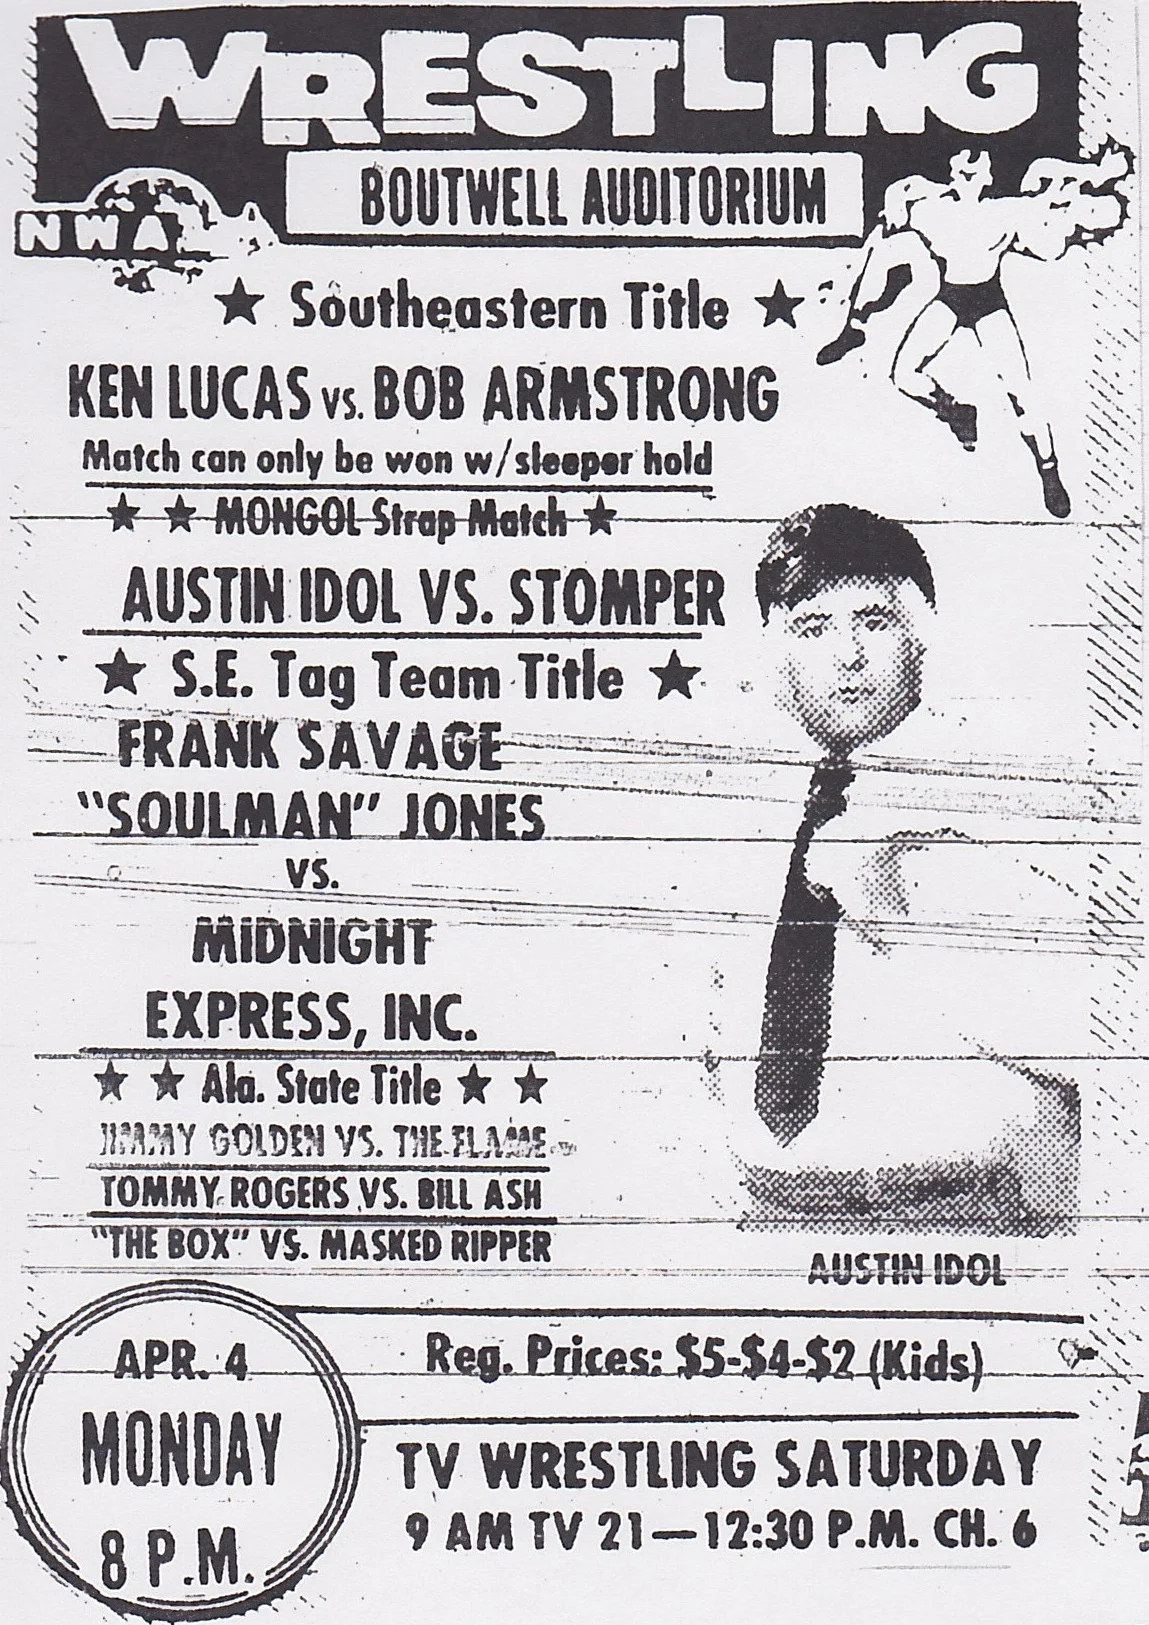 WRESTLING
BOUTWELL AUDITORIUM
NWA
★ Southeastern Title ★
KEN LUCAS vs. BOB ARMSTRONG
Match can only be won w/sleeper hold
★ ★ MONGOL Strap Match ★
AUSTIN IDOL VS. STOMPER
★ S.E. Tag Team Title ★
FRANK SAVAGE
"SOULMAN" JONES
VS.
MIDNIGHT
EXPRESS, INC.
★ ★ Ala. State Title ★ ★
JIMMY GOLDEN VS. THE FLAME
TOMMY ROGERS VS. BILL ASH
"THE BOX" VS. MASKED RIPPER
AUSTIN IDOL
APR. 4
MONDAY
8 P.M.
Reg. Prices: $5-$4-$2 (Kids)
TV WRESTLING SATURDAY
9 AM TV 21—12:30 P.M. CH. 6